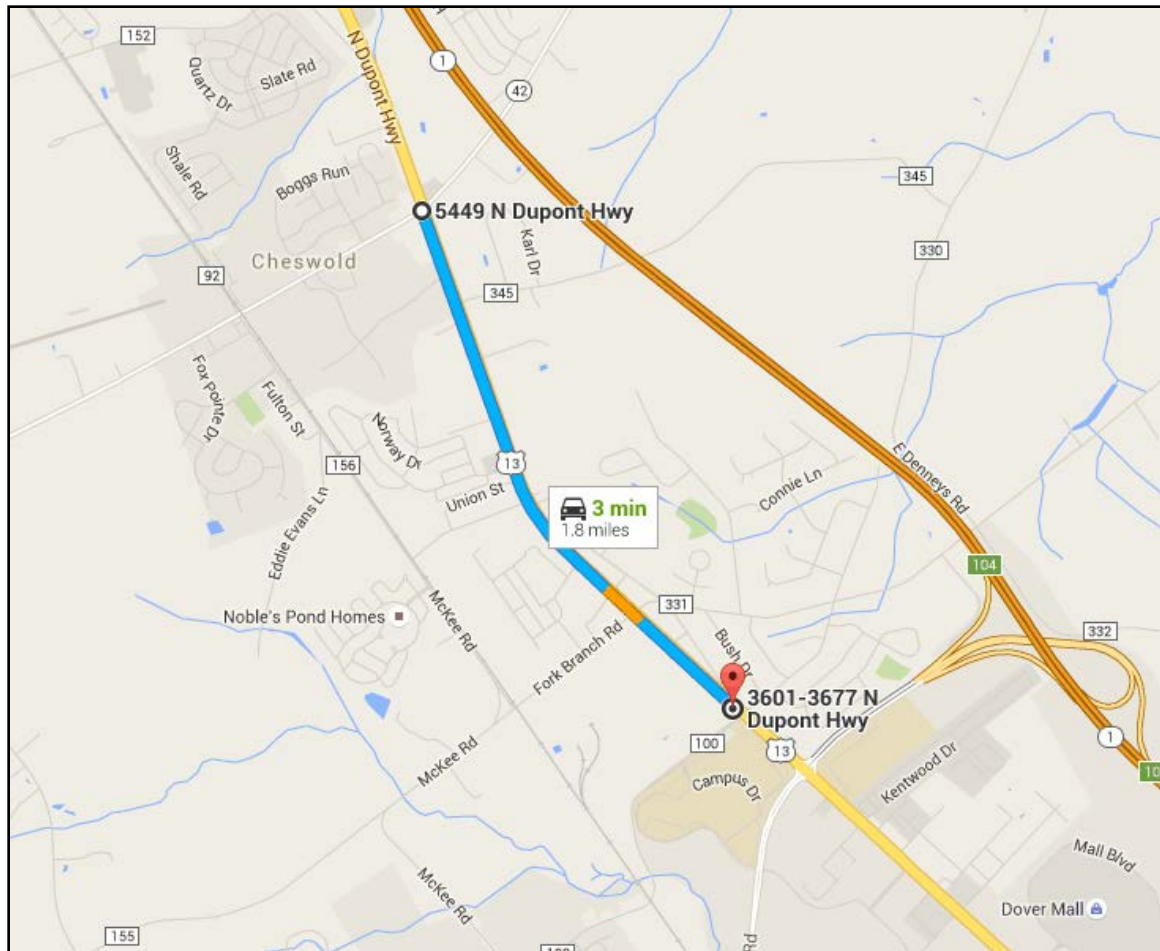 152
Quartz Dr
Slate Rd
N Dupont Hwy
1
42
Shale Rd
Boggs Run
345
5449 N Dupont Hwy
Karl Dr
330
Cheswold
92
345
Fox Pointe Dr
Fulton St
Norway Dr
156
13
Union St
E Denneys Rd
Connie Ln
3 min
1.8 miles
Eddie Evans Ln
104
Noble's Pond Homes
McKee Rd
331
332
Fork Branch Rd
Bush Dr
3601-3677 N
Dupont Hwy
100
13
1
McKee Rd
Campus Dr
Kentwood Dr
10
Mall Blvd
McKee Rd
Dover Mall
155
Rd